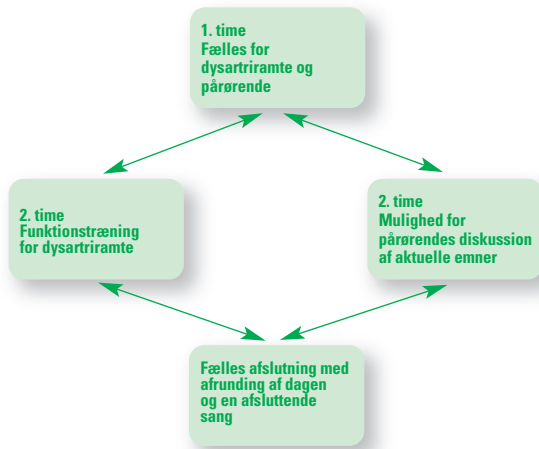 1. time
Fælles for
dysartriramte og
pårørende
2. time
Funktionstræning
for dysartriramte
2. time
Mulighed for
pårørendes diskussion
af aktuelle emner
Fælles afslutning med
afrunding af dagen
og en afsluttende
sang